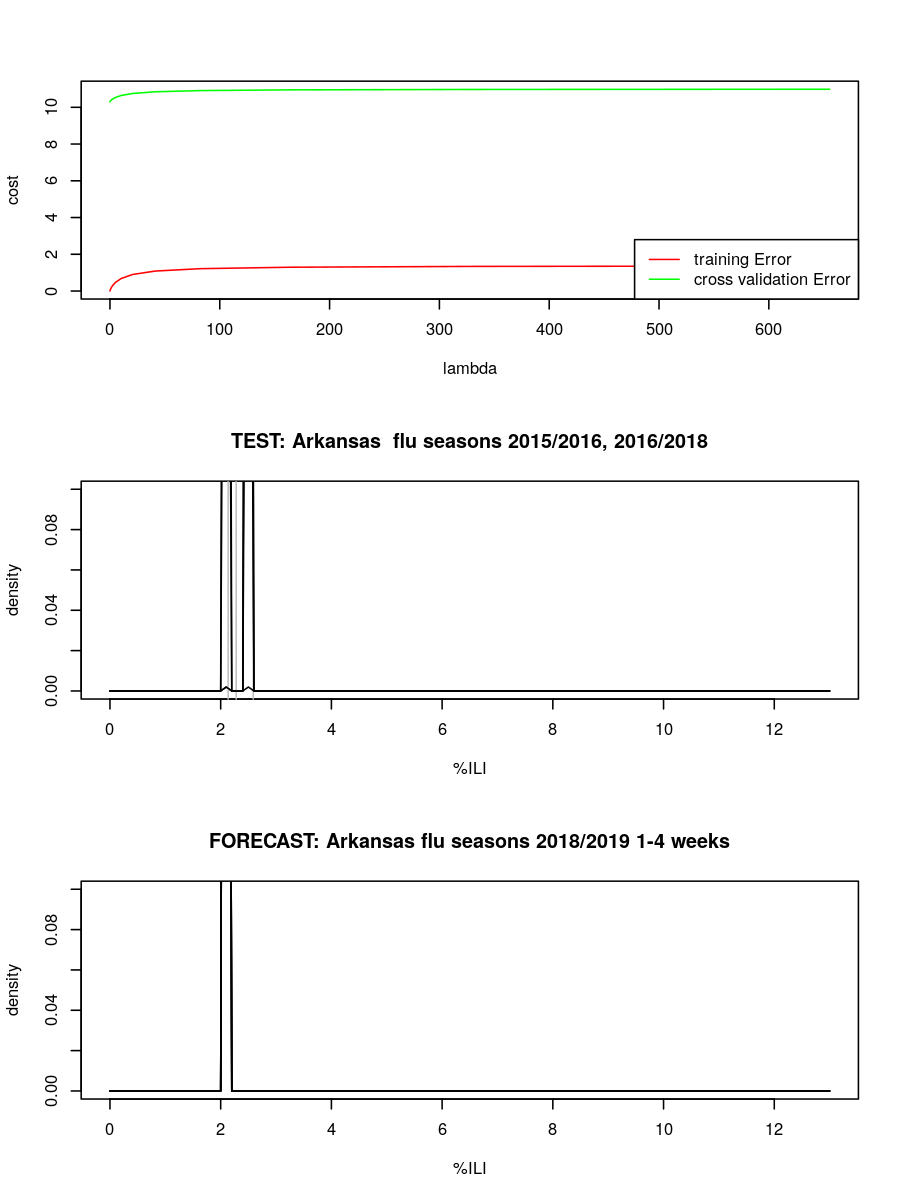 cost
10
8
6
4
2
0
training Error
cross validation Error
0 100 200 300 400 500 600
lambda
TEST: Arkansas  flu seasons 2015/2016, 2016/2018
density
0.08
0.04
0.00
0 2 4 6 8 10 12
%ILI
FORECAST: Arkansas flu seasons 2018/2019 1-4 weeks
density
0.08
0.04
0.00
0 2 4 6 8 10 12
%ILI